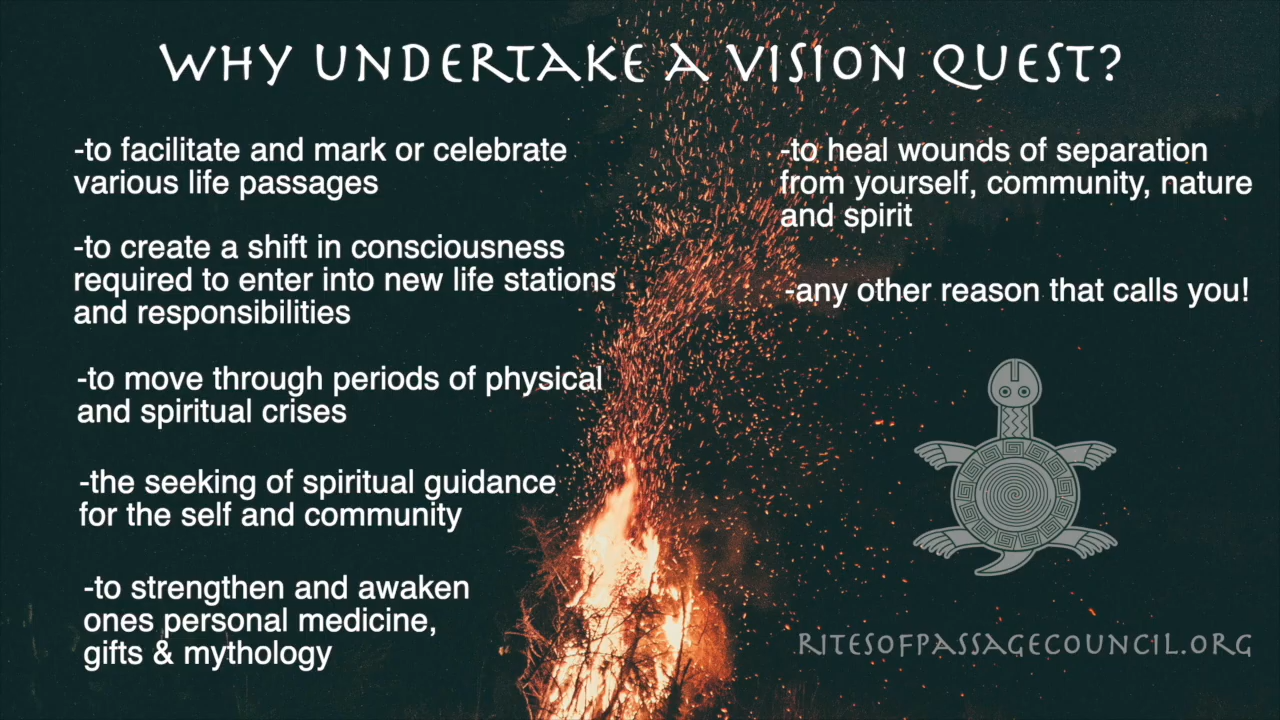 WHY UNDERTAKE A VISION QUEST?
-to facilitate and mark or celebrate
various life passages
-to create a shift in consciousness
required to enter into new life stations
and responsibilities
-to move through periods of physical
and spiritual crises
-the seeking of spiritual guidance
for the self and community
-to strengthen and awaken
ones personal medicine,
gifts & mythology
-to heal wounds of separation
from yourself, community, nature
and spirit
-any other reason that calls you!
RITESOFPASSAGECOUNCIL.ORG